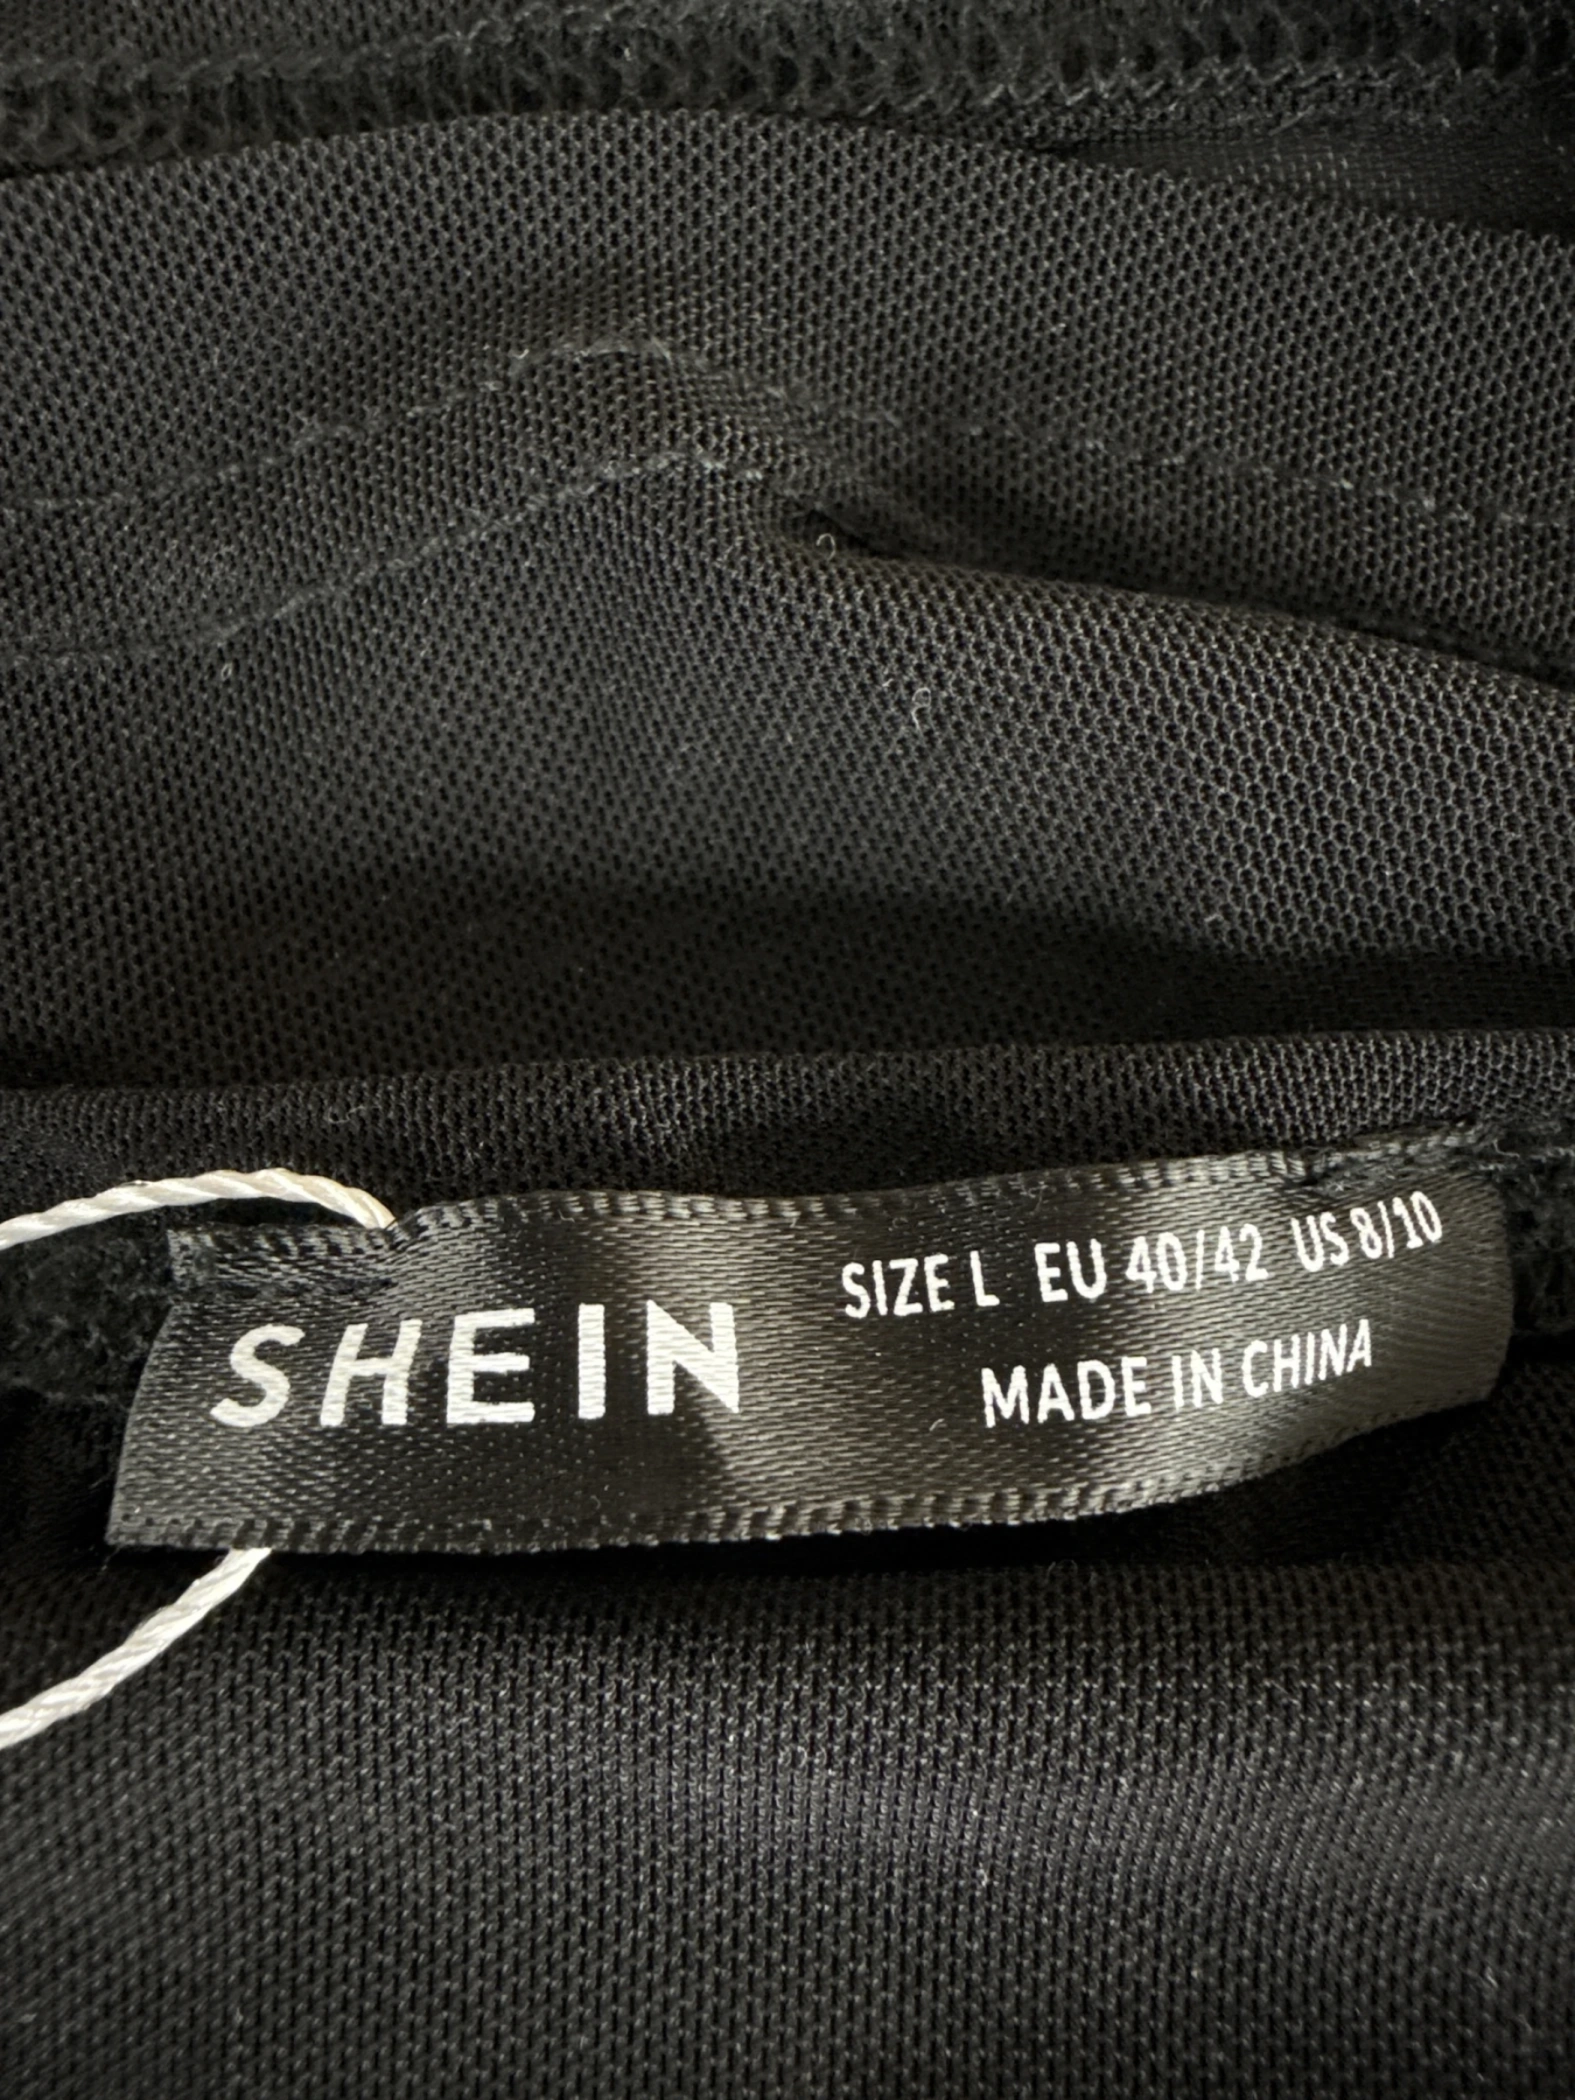 SHEIN
SIZE L EU 40/42 US 8/10
MADE IN CHINA